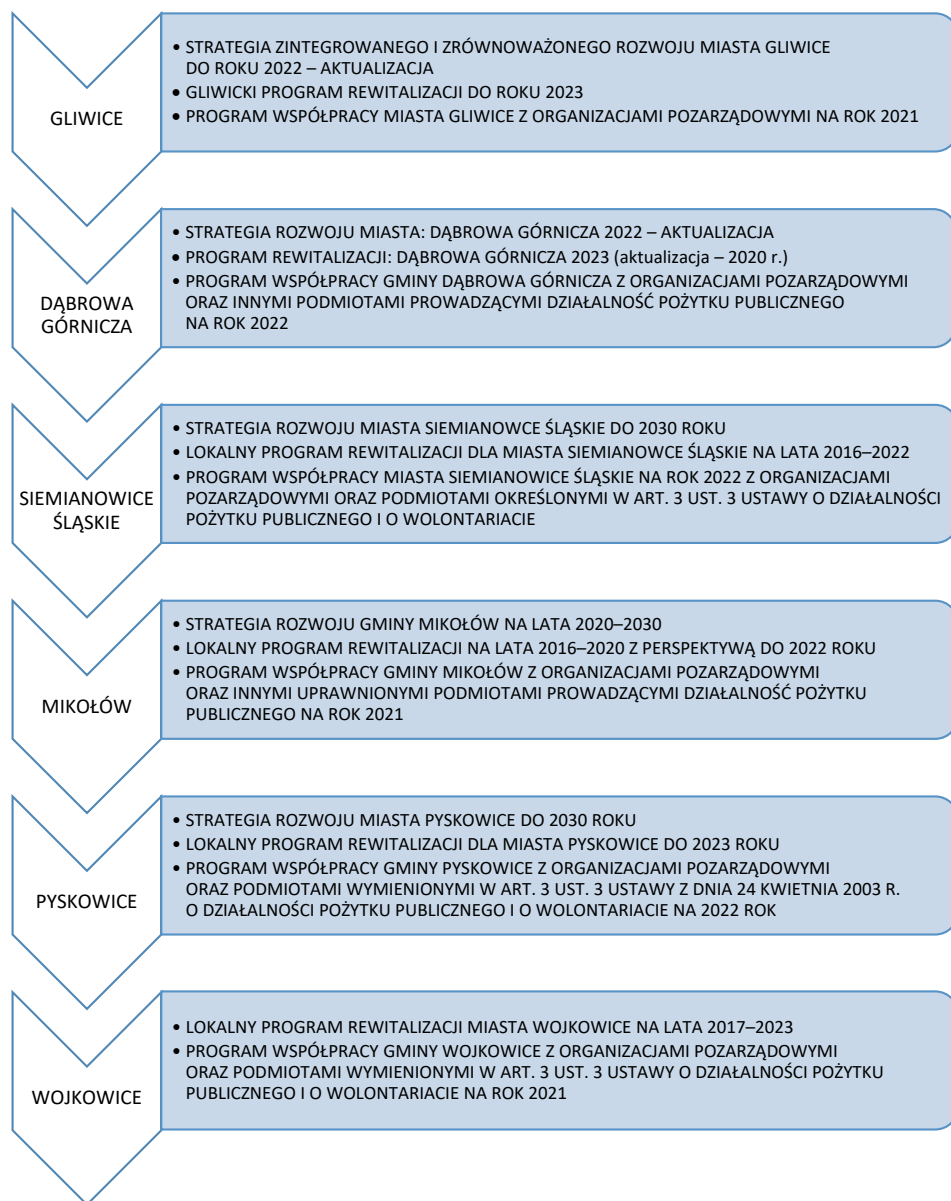 GLIWICE
• STRATEGIA ZINTEGROWANEGO I ZRÓWNOWAŻONEGO ROZWOJU MIASTA GLIWICE
DO ROKU 2022 – AKTUALIZACJA
• GLIWICKI PROGRAM REWITALIZACJI DO ROKU 2023
• PROGRAM WSPÓŁPRACY MIASTA GLIWICE Z ORGANIZACJAMI POZARZĄDOWYMI NA ROK 2021
DĄBROWA
GÓRNICZA
• STRATEGIA ROZWOJU MIASTA: DĄBROWA GÓRNICZA 2022 – AKTUALIZACJA
• PROGRAM REWITALIZACJI: DĄBROWA GÓRNICZA 2023 (aktualizacja – 2020 r.)
• PROGRAM WSPÓŁPRACY GMINY DĄBROWA GÓRNICZA Z ORGANIZACJAMI POZARZĄDOWYMI
ORAZ INNYMI PODMIOTAMI PROWADZĄCYMI DZIAŁALNOŚĆ POŻYTKU PUBLICZNEGO
NA ROK 2022
SIEMIANOWICE
ŚLĄSKIE
• STRATEGIA ROZWOJU MIASTA SIEMIANOWCE ŚLĄSKIE DO 2030 ROKU
• LOKALNY PROGRAM REWITALIZACJI DLA MIASTA SIEMIANOWCE ŚLĄSKIE NA LATA 2016–2022
• PROGRAM WSPÓŁPRACY MIASTA SIEMIANOWICE ŚLĄSKIE NA ROK 2022 Z ORGANIZACJAMI
POZARZĄDOWYMI ORAZ PODMIOTAMI OKREŚLONYMI W ART. 3 UST. 3 USTAWY O DZIAŁALNOŚCI
POŻYTKU PUBLICZNEGO I O WOLONTARIACIE
MIKOŁÓW
• STRATEGIA ROZWOJU GMINY MIKOŁÓW NA LATA 2020–2030
• LOKALNY PROGRAM REWITALIZACJI NA LATA 2016–2020 Z PERSPEKTYWĄ DO 2022 ROKU
• PROGRAM WSPÓŁPRACY GMINY MIKOŁÓW Z ORGANIZACJAMI POZARZĄDOWYMI
ORAZ INNYMI UPRAWNIONYMI PODMIOTAMI PROWADZĄCYMI DZIAŁALNOŚĆ POŻYTKU
PUBLICZNEGO NA ROK 2021
PYSKOWICE
• STRATEGIA ROZWOJU MIASTA PYSKOWICE DO 2030 ROKU
• LOKALNY PROGRAM REWITALIZACJI DLA MIASTA PYSKOWICE DO 2023 ROKU
• PROGRAM WSPÓŁPRACY GMINY PYSKOWICE Z ORGANIZACJAMI POZARZĄDOWYMI
ORAZ PODMIOTAMI WYMIENIONYMI W ART. 3 UST. 3 USTAWY Z DNIA 24 KWIETNIA 2003 R.
O DZIAŁALNOŚCI POŻYTKU PUBLICZNEGO I O WOLONTARIACIE NA 2022 ROK
WOJKOWICE
• LOKALNY PROGRAM REWITALIZACJI MIASTA WOJKOWICE NA LATA 2017–2023
• PROGRAM WSPÓŁPRACY GMINY WOJKOWICE Z ORGANIZACJAMI POZARZĄDOWYMI
ORAZ PODMIOTAMI WYMIENIONYMI W ART. 3 UST. 3 USTAWY O DZIAŁALNOŚCI POŻYTKU
PUBLICZNEGO I O WOLONTARIACIE NA ROK 2021